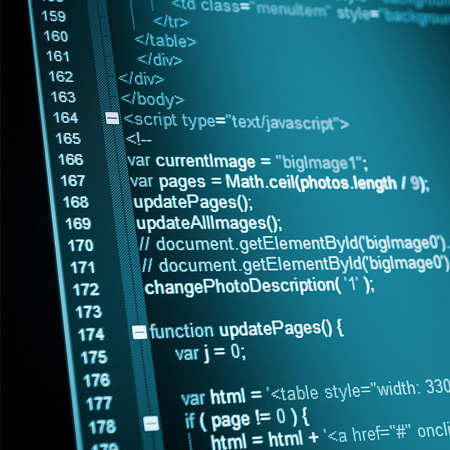 <td class="menuItem" style="background
159 </tr>
160 </table>
161 </div>
162 </div>
163 </body>
164 <script type="text/javascript">
165 <!--
166 var currentImage = "bigImage1";
167 var pages = Math.ceil(photos.length / 9);
168 updatePages();
169 updateAllImages();
170 // document.getElementById('bigImage0').
171 // document.getElementById('bigImage0')
172 changePhotoDescription( '1' );
173
174 function updatePages() {
175 var j = 0;
176
177 var html = '<table style="width: 330
178 if ( page != 0 ) {
179 html = html + '<a href="#" oncli